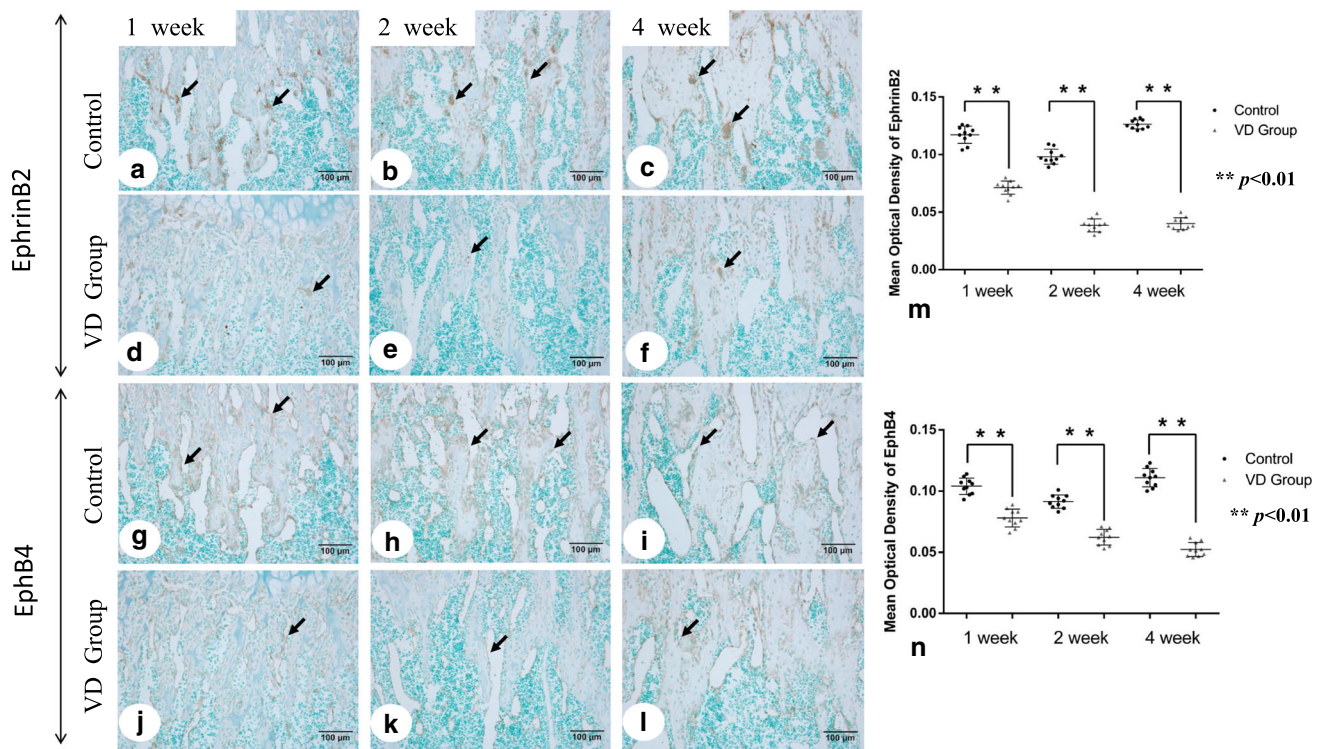 1 week
2 week
4 week
EphrinB2
Control
a
100 μm
b
100 μm
c
100 μm
VD Group
d
100 μm
e
100 μm
f
100 μm
EphB4
Control
g
100 μm
h
100 μm
i
100 μm
VD Group
j
100 μm
k
100 μm
l
100 μm
Mean Optical Density of EphrinB2
0.15
0.10
0.05
0.00
* *
* *
* *
1 week
2 week
4 week
Control
VD Group
** p<0.01
m
Mean Optical Density of EphB4
0.15
0.10
0.05
0.00
* *
* *
* *
1 week
2 week
4 week
Control
VD Group
** p<0.01
n